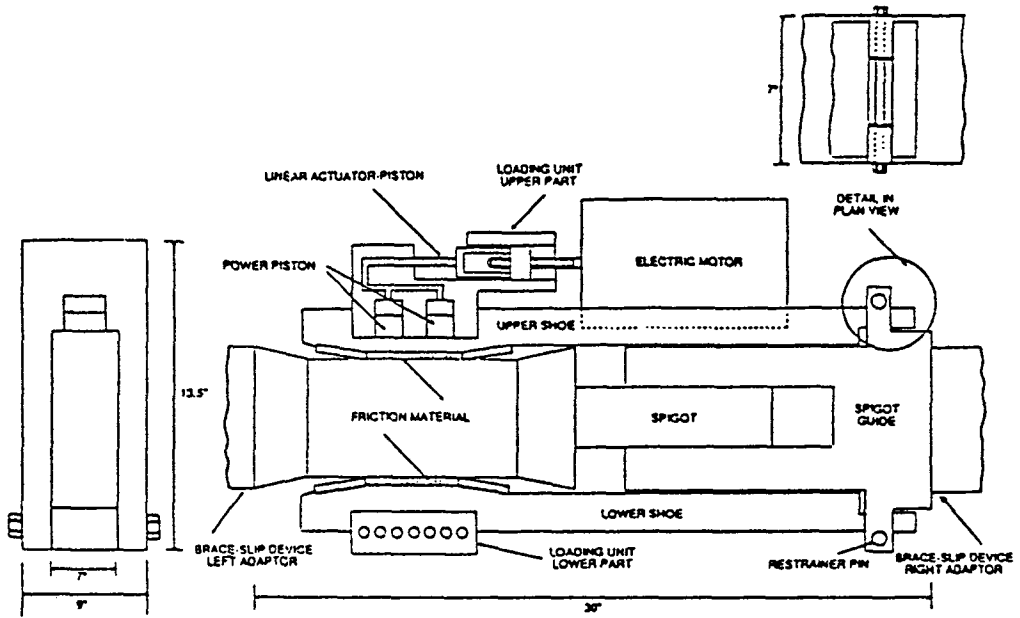 7"
LINEAR ACTUATOR-PISTON
LOADING UNIT
UPPER PART
DETAIL IN
PLAN VIEW
POWER PISTON
ELECTRIC MOTOR
UPPER SHOE
13.5"
FRICTION MATERIAL
SPIGOT
SPIGOT
GUIDE
LOWER SHOE
BRACE-SLIP DEVICE
LEFT ADAPTOR
LOADING UNIT
LOWER PART
RESTRAINER PIN
BRACE-SLIP DEVICE
RIGHT ADAPTOR
7"
9"
30"